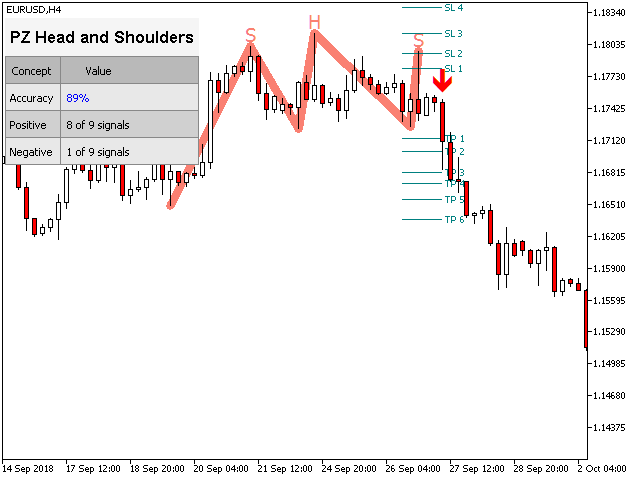 EURUSD,H4
PZ Head and Shoulders
Concept Value
Accuracy 89%
Positive 8 of 9 signals
Negative 1 of 9 signals
S
H
S
SL 4
SL 3
SL 2
SL 1
TP 1
TP 2
TP 3
TP 4
TP 5
TP 6
1.18340
1.18035
1.17730
1.17425
1.17120
1.16815
1.16510
1.16205
1.15900
1.15595
1.15290
1.14985
1.14680
1.14375
14 Sep 2018 17 Sep 12:00 18 Sep 20:00 20 Sep 04:00 21 Sep 12:00 24 Sep 20:00 26 Sep 04:00 27 Sep 12:00 28 Sep 20:00 2 Oct 04:00